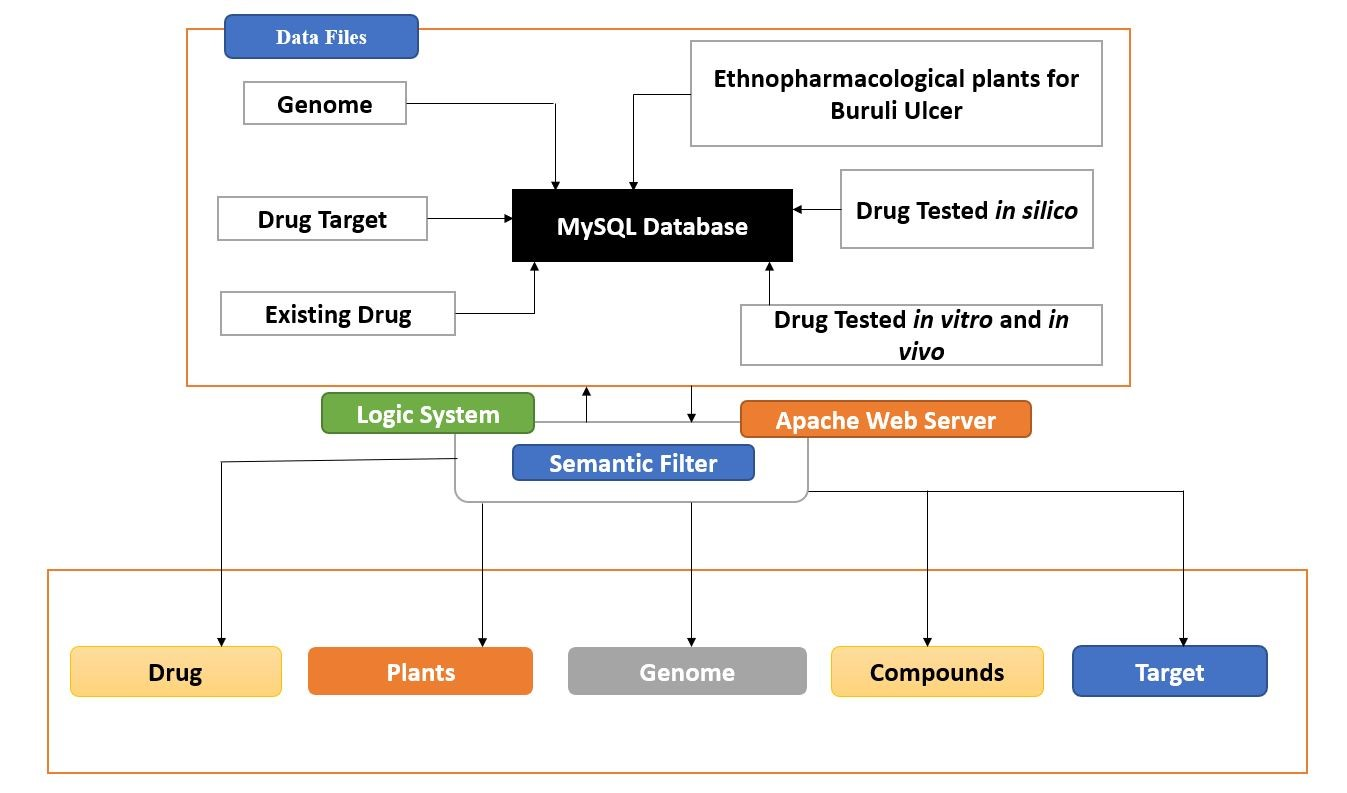 Data Files
Genome
Ethnopharmacological plants for
Buruli Ulcer
Drug Target
MySQL Database
Drug Tested in silico
Existing Drug
Drug Tested in vitro and in
vivo
Logic System
Apache Web Server
Semantic Filter
Drug
Plants
Genome
Compounds
Target